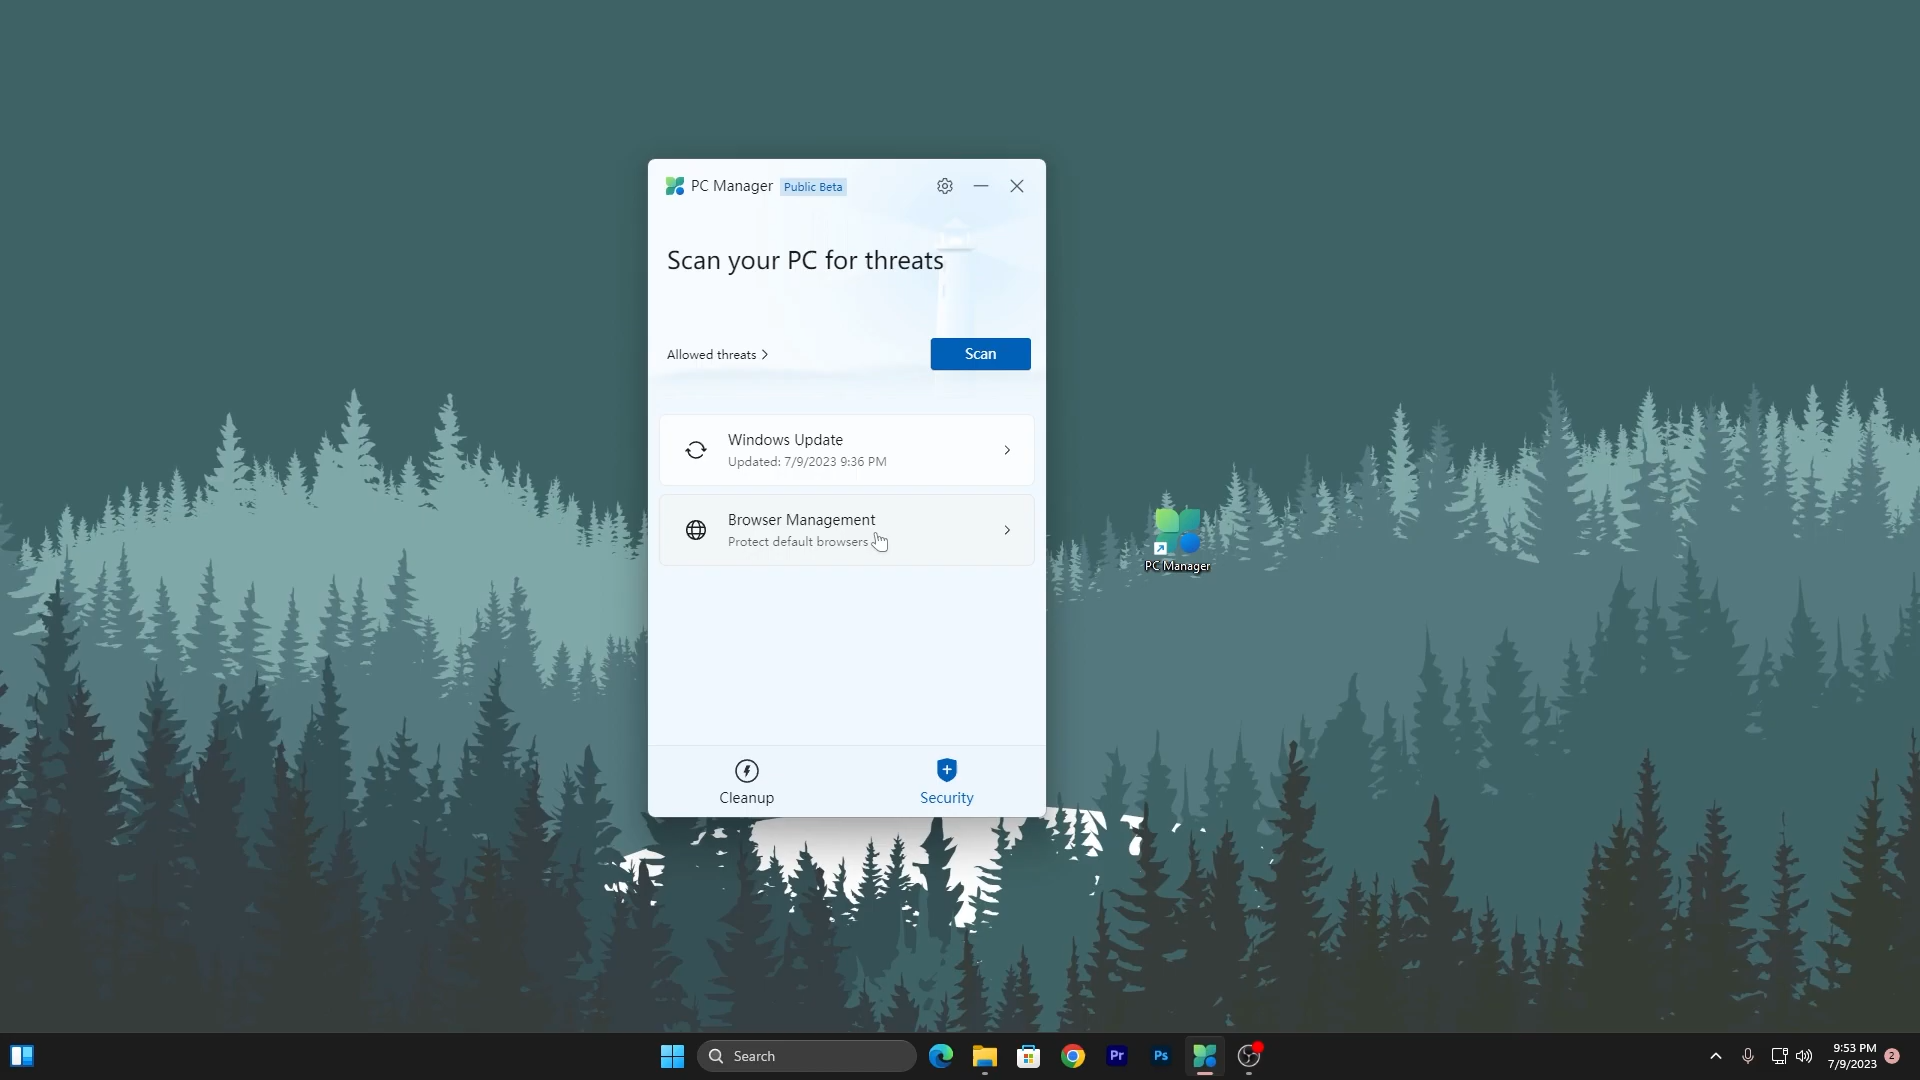 PC Manager Public Beta
Scan your PC for threats
Allowed threats
Scan
Windows Update
Updated: 7/9/2023 9:36 PM
Browser Management
Protect default browsers
Cleanup
Security
PC Manager
Search
Pr
Ps
9:53 PM
7/9/2023
2